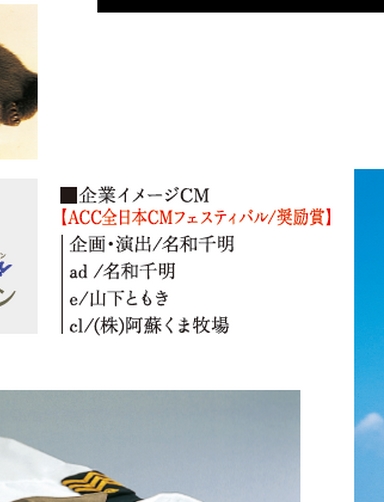 ■企業イメージCM
【ACC全日本CMフェスティバル/奨励賞】
企画・演出/名和千明
ad /名和千明
e/山下ともき
cl/(株)阿蘇くま牧場